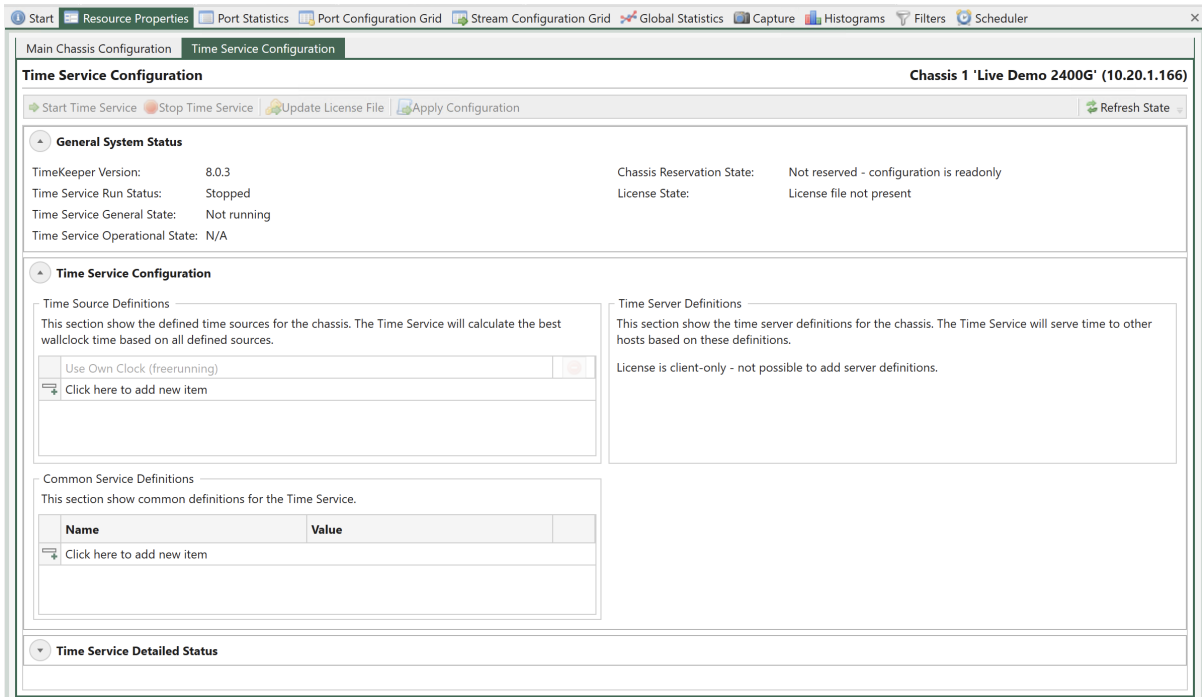 Start Resource Properties Port Statistics Port Configuration Grid Stream Configuration Grid Global Statistics Capture Histograms Filters Scheduler
Main Chassis Configuration Time Service Configuration
Time Service Configuration Chassis 1 'Live Demo 2400G' (10.20.1.166)
Start Time Service Stop Time Service Update License File Apply Configuration Refresh State
General System Status
TimeKeeper Version: 8.0.3 Chassis Reservation State: Not reserved - configuration is readonly
Time Service Run Status: Stopped License State: License file not present
Time Service General State: Not running
Time Service Operational State: N/A
Time Service Configuration
Time Source Definitions
This section show the defined time sources for the chassis. The Time Service will calculate the best
wallclock time based on all defined sources.
Use Own Clock (freerunning)
Click here to add new item
Time Server Definitions
This section show the time server definitions for the chassis. The Time Service will serve time to other
hosts based on these definitions.
License is client-only - not possible to add server definitions.
Common Service Definitions
This section show common definitions for the Time Service.
Name Value
Click here to add new item
Time Service Detailed Status